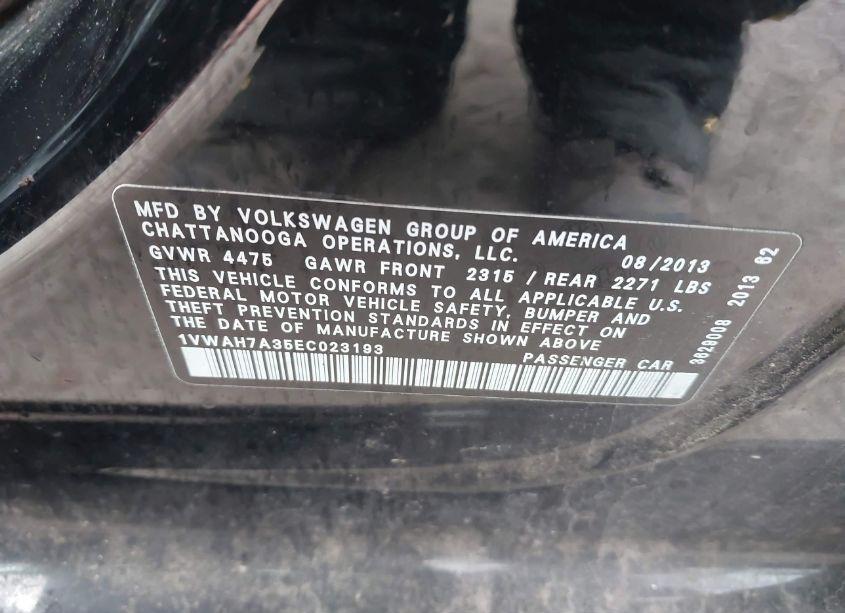 MFD BY VOLKSWAGEN GROUP OF AMERICA
CHATTANOOGA OPERATIONS, LLC. 08/2013
GVWR 4475 GAWR FRONT 2315 / REAR 2271 LBS
THIS VEHICLE CONFORMS TO ALL APPLICABLE U.S.
FEDERAL MOTOR VEHICLE SAFETY, BUMPER AND
THEFT PREVENTION STANDARDS IN EFFECT ON
THE DATE OF MANUFACTURE SHOWN ABOVE
1VWAH7A35EC023193 PASSENGER CAR
3628008 2013 62